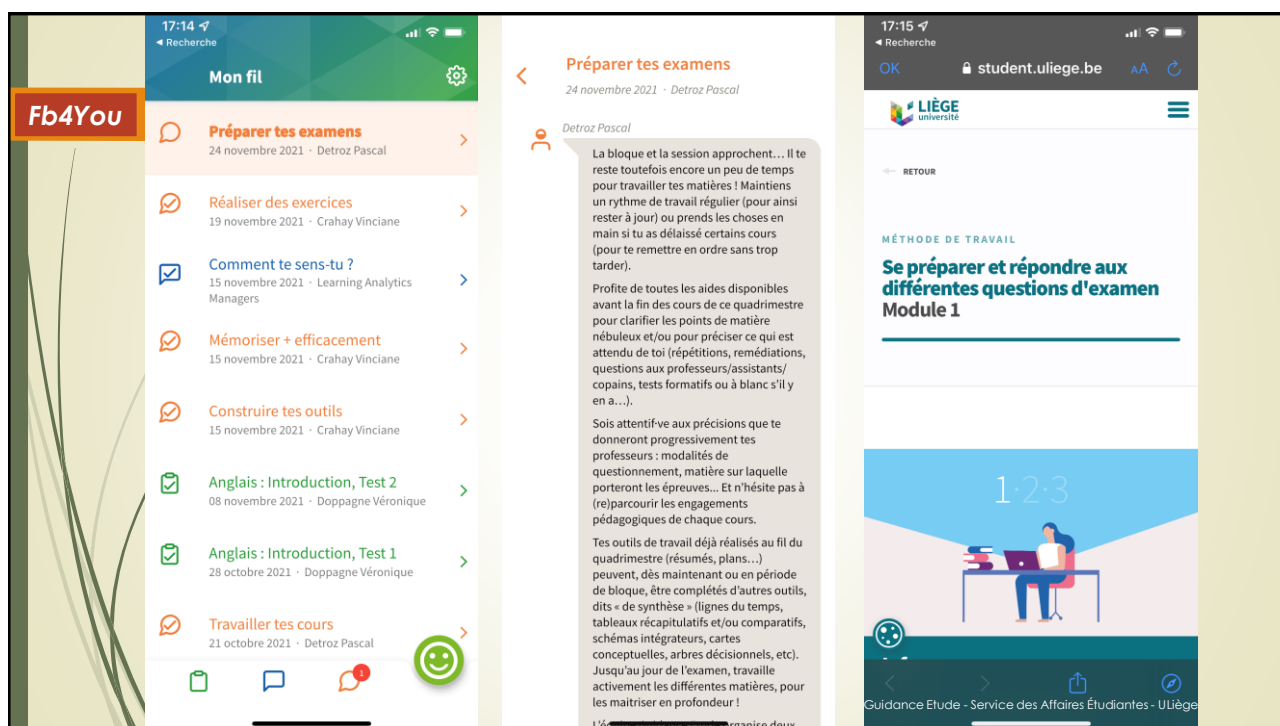 Fb4You
17:14
◀ Recherche
Mon fil
Préparer tes examens
24 novembre 2021 · Detroz Pascal
Réaliser des exercices
19 novembre 2021 · Crahay Vinciane
Comment te sens-tu ?
15 novembre 2021 · Learning Analytics
Managers
Mémoriser + efficacement
15 novembre 2021 · Crahay Vinciane
Construire tes outils
15 novembre 2021 · Crahay Vinciane
Anglais : Introduction, Test 2
08 novembre 2021 · Doppagne Véronique
Anglais : Introduction, Test 1
28 octobre 2021 · Doppagne Véronique
Travailler tes cours
21 octobre 2021 · Detroz Pascal
1
Préparer tes examens
24 novembre 2021 · Detroz Pascal
Detroz Pascal
La bloque et la session approchent… Il te
reste toutefois encore un peu de temps
pour travailler tes matières ! Maintiens
un rythme de travail régulier (pour ainsi
rester à jour) ou prends les choses en
main si tu as délaissé certains cours
(pour te remettre en ordre sans trop
tarder).
Profite de toutes les aides disponibles
avant la fin des cours de ce quadrimestre
pour clarifier les points de matière
nébuleux et/ou pour préciser ce qui est
attendu de toi (répétitions, remédiations,
questions aux professeurs/assistants/
copains, tests formatifs ou à blanc s'il y
en a…).
Sois attentif·ve aux précisions que te
donneront progressivement tes
professeurs : modalités de
questionnement, matière sur laquelle
porteront les épreuves... Et n'hésite pas à
(re)parcourir les engagements
pédagogiques de chaque cours.
Tes outils de travail déjà réalisés au fil du
quadrimestre (résumés, plans…)
peuvent, dès maintenant ou en période
de bloque, être complétés d'autres outils,
dits « de synthèse » (lignes du temps,
tableaux récapitulatifs et/ou comparatifs,
schémas intégrateurs, cartes
conceptuelles, arbres décisionnels, etc).
Jusqu'au jour de l'examen, travaille
activement les différentes matières, pour
les maitriser en profondeur !
17:15
◀ Recherche
OK
student.uliege.be
AA
LIÈGE
université
RETOUR
MÉTHODE DE TRAVAIL
Se préparer et répondre aux
différentes questions d'examen
Module 1
1·2·3
Guidance Etude - Service des Affaires Étudiantes - ULiège